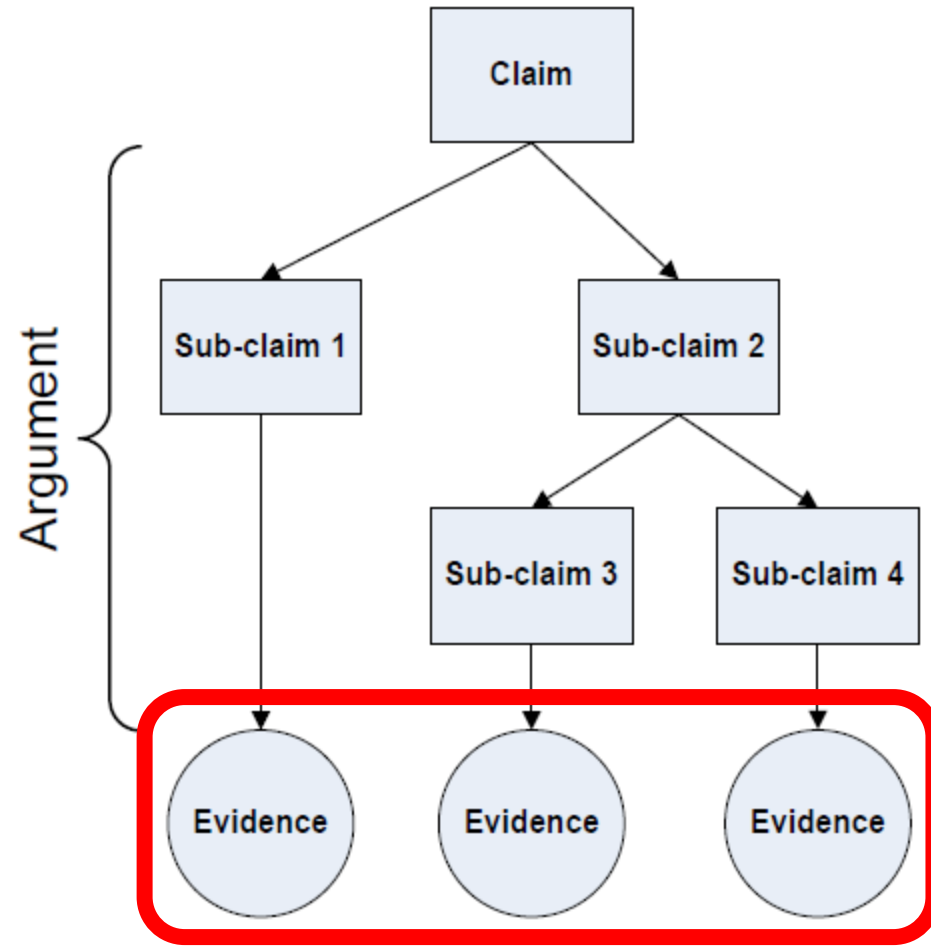 Claim
Argument
Sub-claim 1
Sub-claim 2
Sub-claim 3
Sub-claim 4
Evidence
Evidence
Evidence